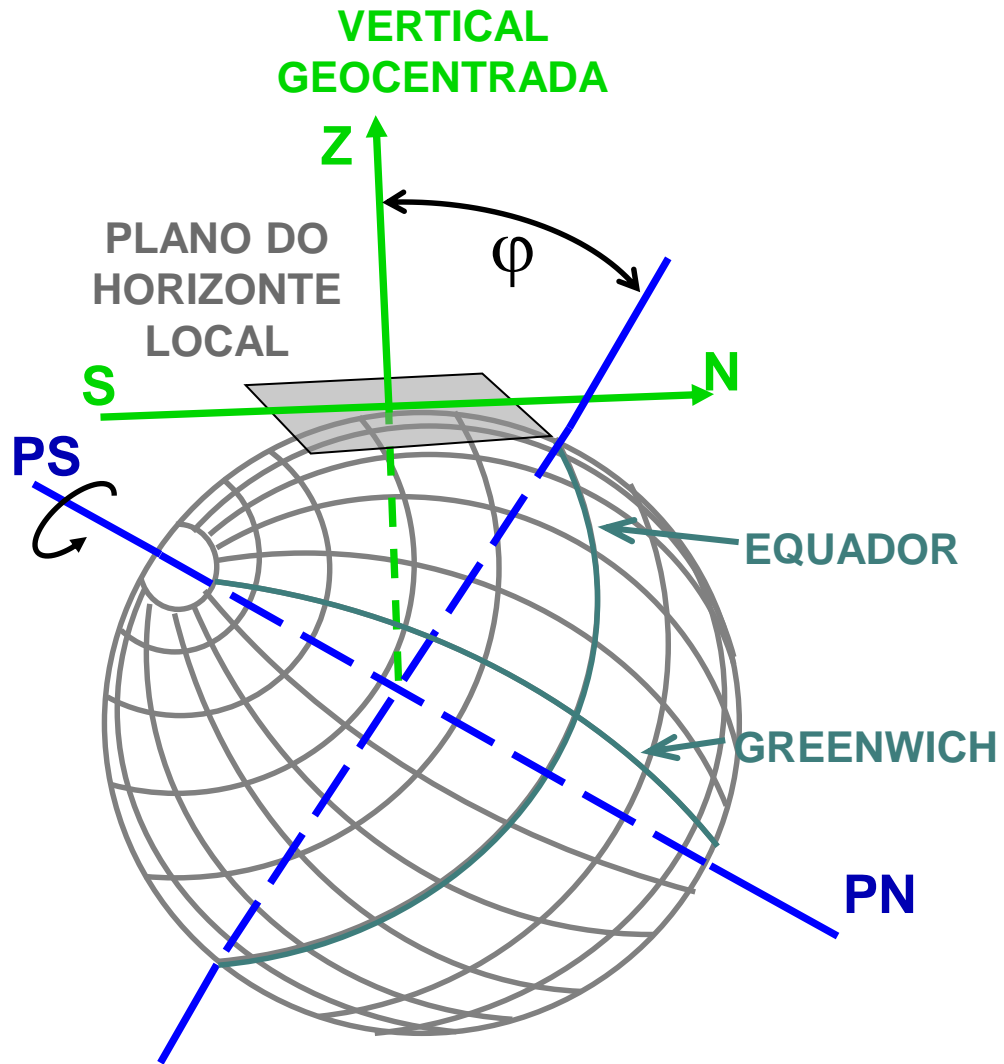 VERTICAL
GEOCENTRADA
Z
φ
PLANO DO
HORIZONTE
LOCAL
S
N
PS
EQUADOR
GREENWICH
PN